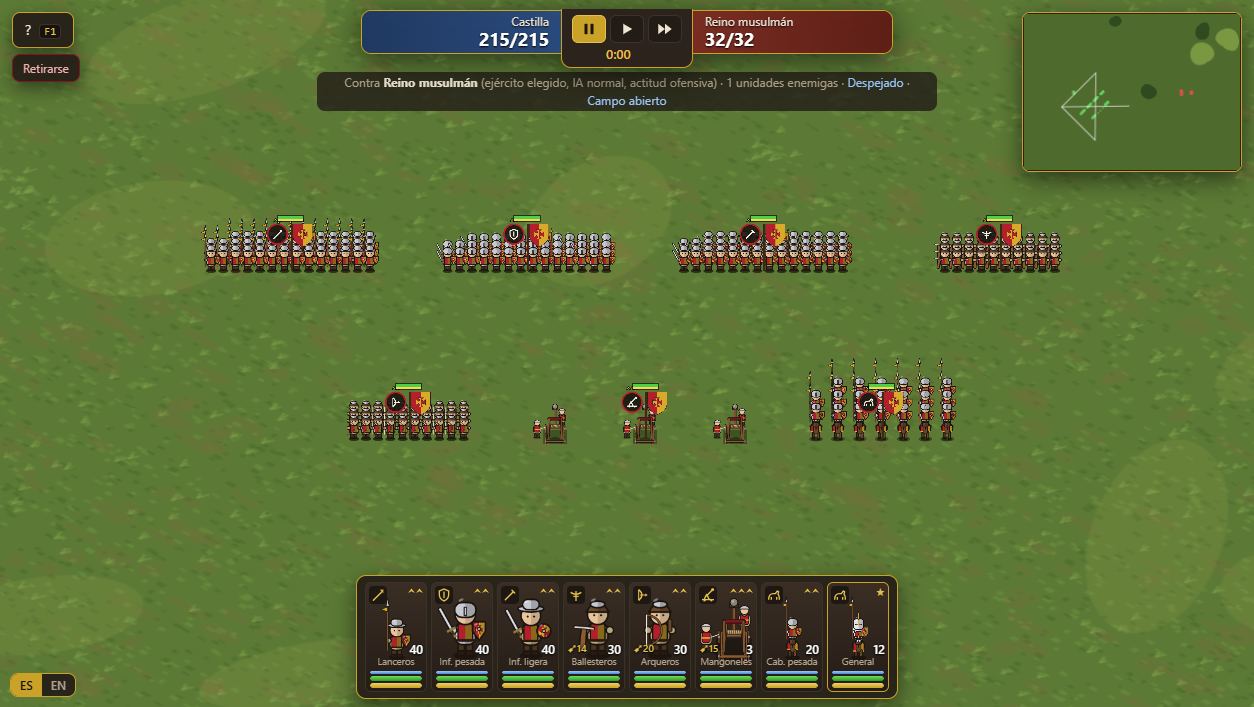 ? F1
Retirarse
Castilla
215/215
0:00
Reino musulmán
32/32
Contra Reino musulmán (ejército elegido, IA normal, actitud ofensiva) · 1 unidades enemigas · Despejado ·
Campo abierto
40
Lanceros
40
Inf. pesada
40
Inf. ligera
14 30
Ballesteros
20 30
Arqueros
15 3
Mangoneles
20
Cab. pesada
12
General
ES EN